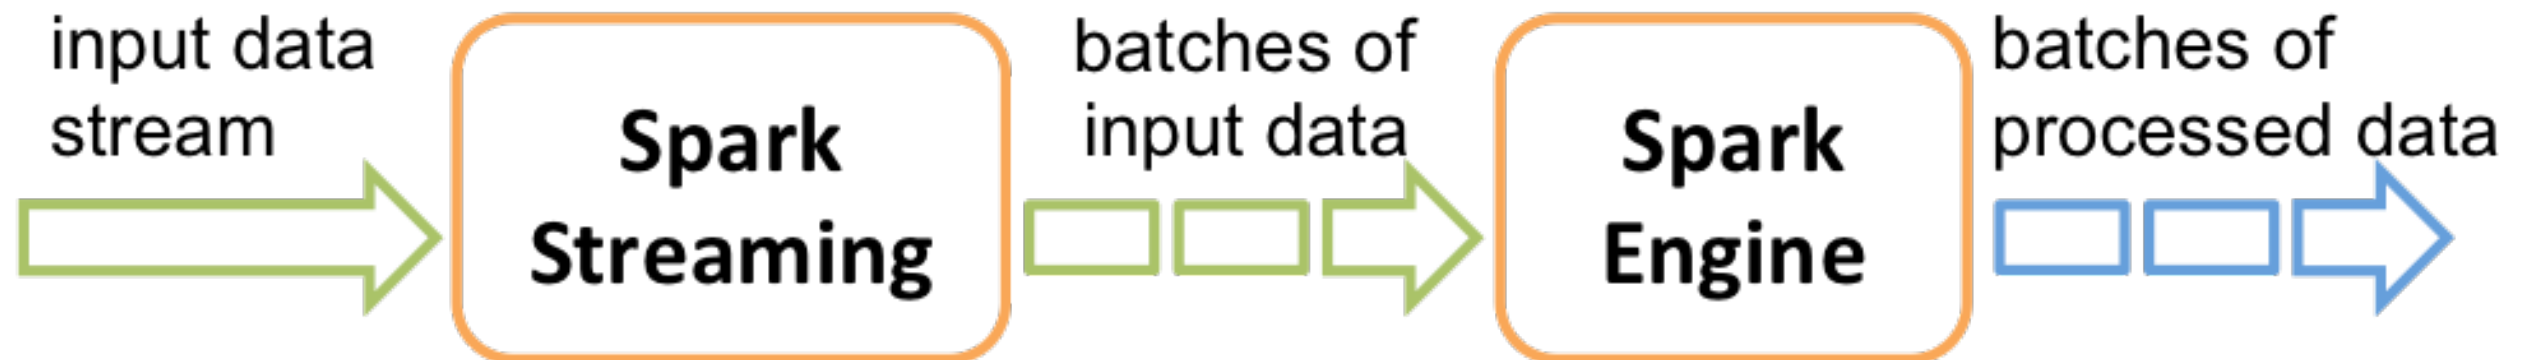 input data
stream
Spark
Streaming
batches of
input data
Spark
Engine
batches of
processed data